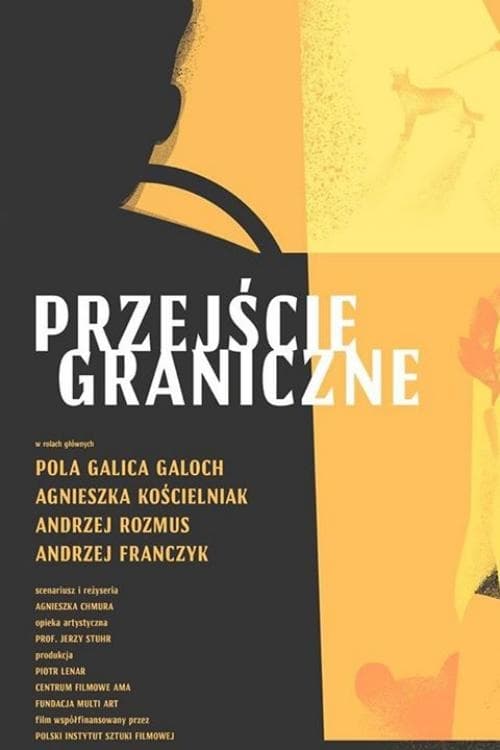 PRZEJŚCIE
GRANICZNE
w rolach głównych
POLA GALICA GALOCH
AGNIESZKA KOŚCIELNIAK
ANDRZEJ ROZMUS
ANDRZEJ FRANCZYK
scenariusz i reżyseria
AGNIESZKA CHMURA
opieka artystyczna
PROF. JERZY STUHR
produkcja
PIOTR LENAR
CENTRUM FILMOWE AMA
FUNDACJA MULTI ART
film współfinansowany przez
POLSKI INSTYTUT SZTUKI FILMOWEJ